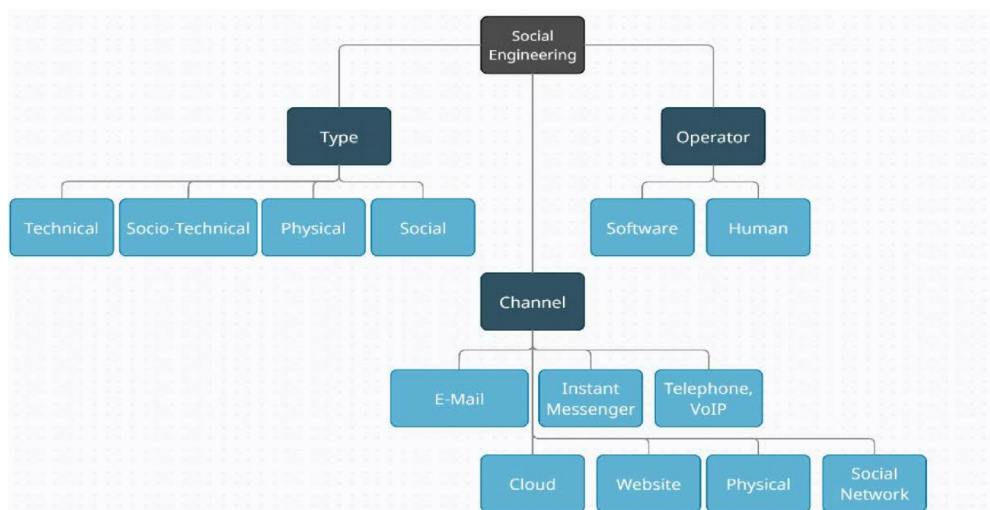 Social
Engineering
Type
Operator
Technical
Socio-Technical
Physical
Social
Software
Human
Channel
E-Mail
Instant
Messenger
Telephone,
VoIP
Cloud
Website
Physical
Social
Network